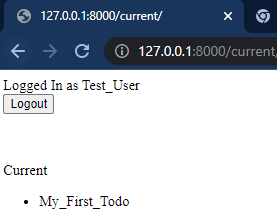 127.0.0.1:8000/current/
127.0.0.1:8000/current/
Logged In as Test_User
Logout
Current
My_First_Todo